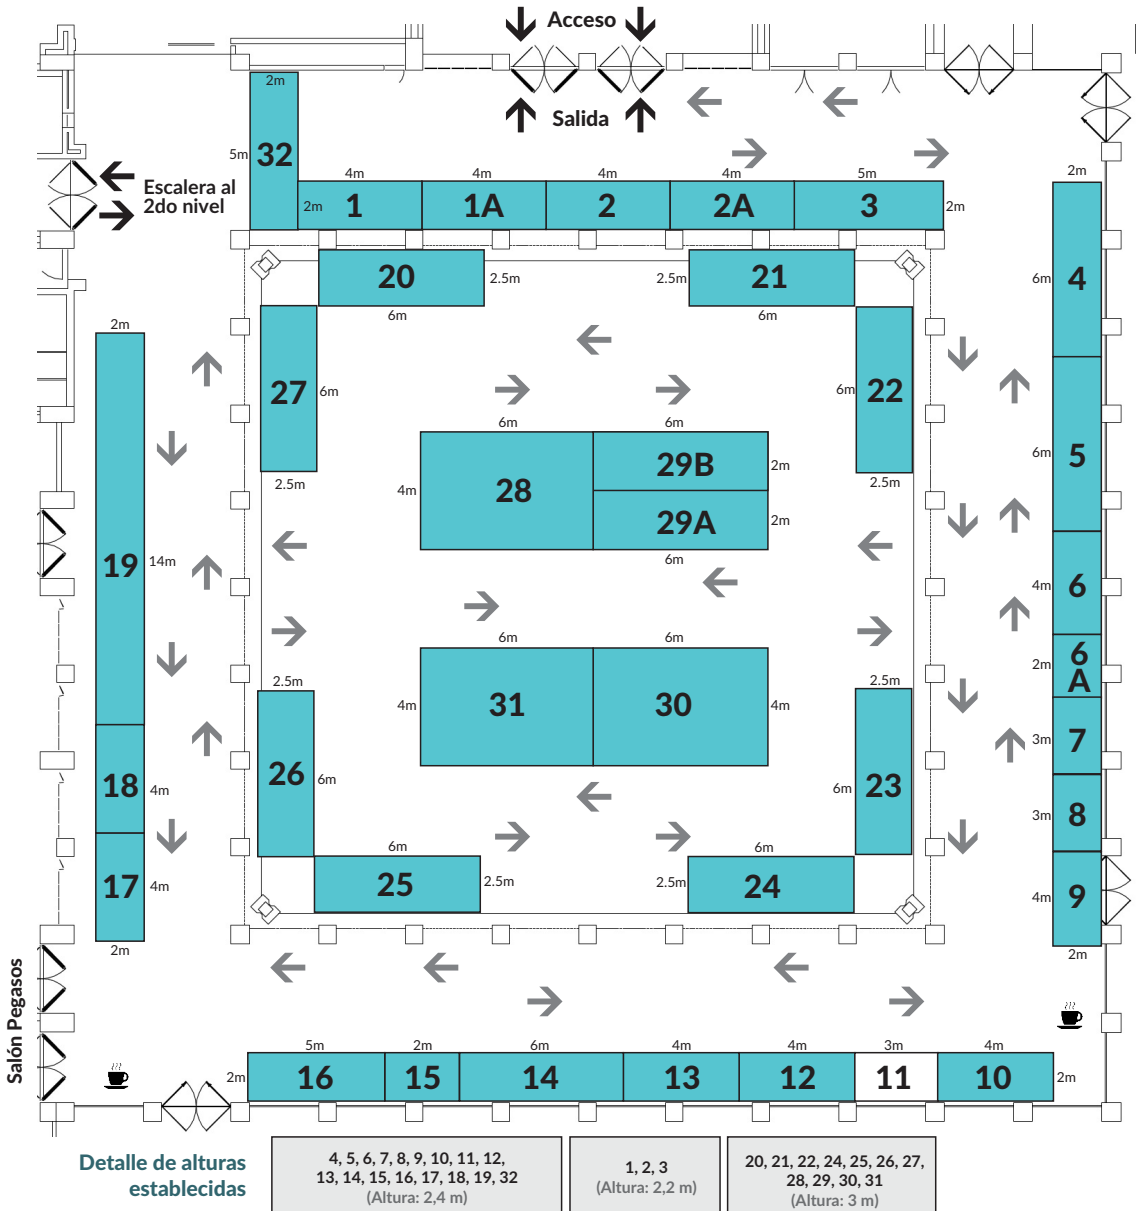 Acceso
Salida
2m
5m
32
Escalera al
2do nivel
4m
4m
4m
4m
5m
2m
1
1A
2
2A
3
2m
2m
4
6m
20
2.5m
6m
21
2.5m
6m
2m
19
14m
27
6m
2.5m
22
6m
2.5m
5
6m
6m
6m
28
4m
29B
2m
29A
2m
6m
6
4m
6
A
2m
6m
6m
31
4m
30
4m
2.5m
26
6m
2.5m
23
6m
7
3m
8
3m
9
4m
2m
18
4m
17
4m
2m
6m
25
2.5m
6m
24
2.5m
Salón Pegasos
5m
2m
6m
4m
4m
3m
4m
2m
16
15
14
13
12
11
10
2m
Detalle de alturas
establecidas
4, 5, 6, 7, 8, 9, 10, 11, 12,
13, 14, 15, 16, 17, 18, 19, 32
(Altura: 2,4 m)
1, 2, 3
(Altura: 2,2 m)
20, 21, 22, 24, 25, 26, 27,
28, 29, 30, 31
(Altura: 3 m)